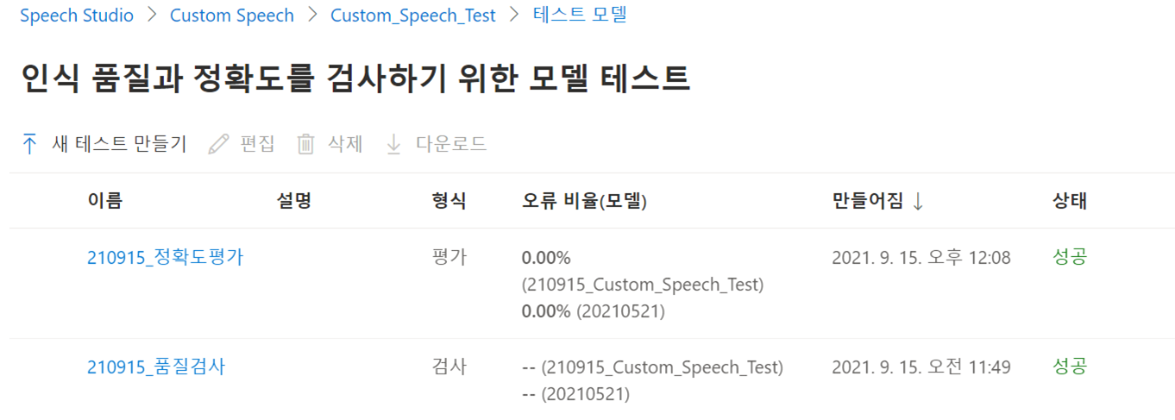 Speech Studio > Custom Speech > Custom_Speech_Test > 테스트 모델
인식 품질과 정확도를 검사하기 위한 모델 테스트
새 테스트 만들기 편집 삭제 다운로드
이름 설명 형식 오류 비율(모델) 만들어짐 ↓ 상태
210915_정확도평가 평가 0.00% 2021. 9. 15. 오후 12:08 성공
(210915_Custom_Speech_Test)
0.00% (20210521)
210915_품질검사 검사 -- (210915_Custom_Speech_Test) 2021. 9. 15. 오전 11:49 성공
-- (20210521)